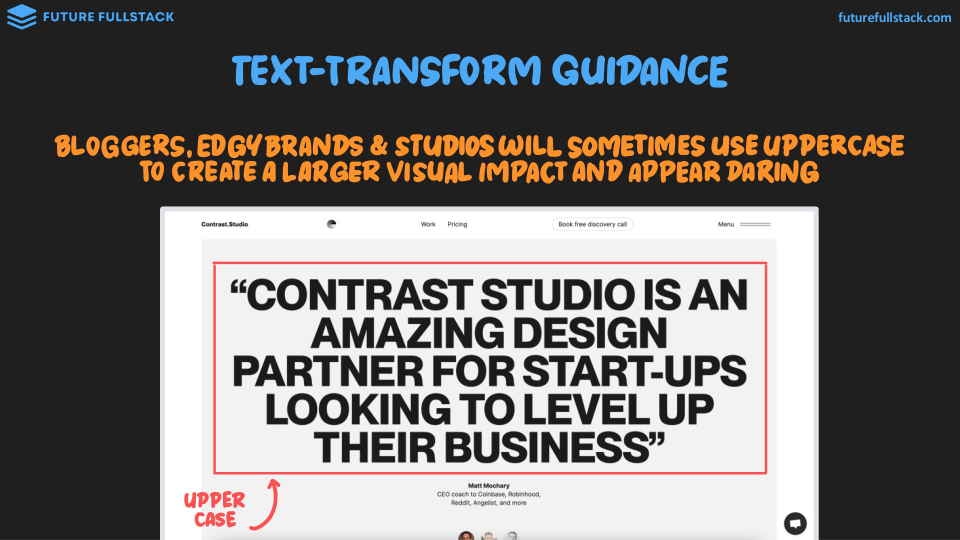 FUTURE FULLSTACK
futurefullstack.com
TEXT-TRANSFORM GUIDANCE
BLOGGERS, EDGY BRANDS & STUDIOS WILL SOMETIMES USE UPPERCASE
TO CREATE A LARGER VISUAL IMPACT AND APPEAR DARING
Contrast.Studio
Work
Pricing
Book free discovery call
Menu
“CONTRAST STUDIO IS AN
AMAZING DESIGN
PARTNER FOR START-UPS
LOOKING TO LEVEL UP
THEIR BUSINESS”
Matt Mochary
CEO coach to Coinbase, Robinhood,
Reddit, Angelist, and more
UPPER
CASE